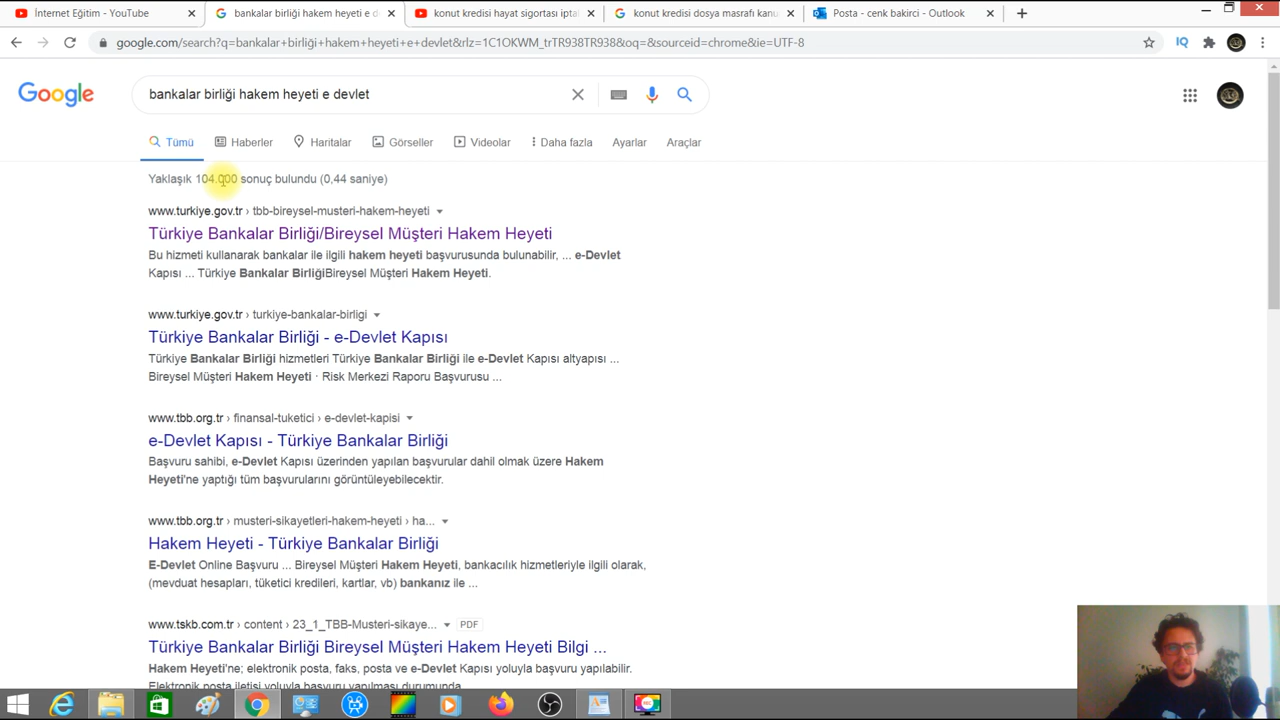 İnternet Eğitim - YouTube
bankalar birliği hakem heyeti e d
konut kredisi hayat sigortası ipta
konut kredisi dosya masrafı kanu
Posta - cenk bakirci - Outlook
google.com/search?q=bankalar+birliği+hakem+heyeti+e+devlet&rlz=1C1OKWM_trTR938TR938&oq=&sourceid=chrome&ie=UTF-8
IQ
Google
bankalar birliği hakem heyeti e devlet
Tümü
Haberler
Haritalar
Görseller
Videolar
Daha fazla
Ayarlar
Araçlar
Yaklaşık 104.000 sonuç bulundu (0,44 saniye)
www.turkiye.gov.tr › tbb-bireysel-musteri-hakem-heyeti
Türkiye Bankalar Birliği/Bireysel Müşteri Hakem Heyeti
Bu hizmeti kullanarak bankalar ile ilgili hakem heyeti başvurusunda bulunabilir, ... e-Devlet
Kapısı ... Türkiye Bankalar BirliğiBireysel Müşteri Hakem Heyeti.
www.turkiye.gov.tr › turkiye-bankalar-birligi
Türkiye Bankalar Birliği - e-Devlet Kapısı
Türkiye Bankalar Birliği hizmetleri Türkiye Bankalar Birliği ile e-Devlet Kapısı altyapısı ...
Bireysel Müşteri Hakem Heyeti · Risk Merkezi Raporu Başvurusu ...
www.tbb.org.tr › finansal-tuketici › e-devlet-kapisi
e-Devlet Kapısı - Türkiye Bankalar Birliği
Başvuru sahibi, e-Devlet Kapısı üzerinden yapılan başvurular dahil olmak üzere Hakem
Heyeti'ne yaptığı tüm başvurularını görüntüleyebilecektir.
www.tbb.org.tr › musteri-sikayetleri-hakem-heyeti › ha...
Hakem Heyeti - Türkiye Bankalar Birliği
E-Devlet Online Başvuru ... Bireysel Müşteri Hakem Heyeti, bankacılık hizmetleriyle ilgili olarak,
(mevduat hesapları, tüketici kredileri, kartlar, vb) bankanız ile ...
www.tskb.com.tr › content › 23_1_TBB-Musteri-sikaye... PDF
Türkiye Bankalar Birliği Bireysel Müşteri Hakem Heyeti Bilgi ...
Hakem Heyeti'ne; elektronik posta, faks, posta ve e-Devlet Kapısı yoluyla başvuru yapılabilir.
Elektronik posta iletisi yoluyla başvuru yapılması durumunda